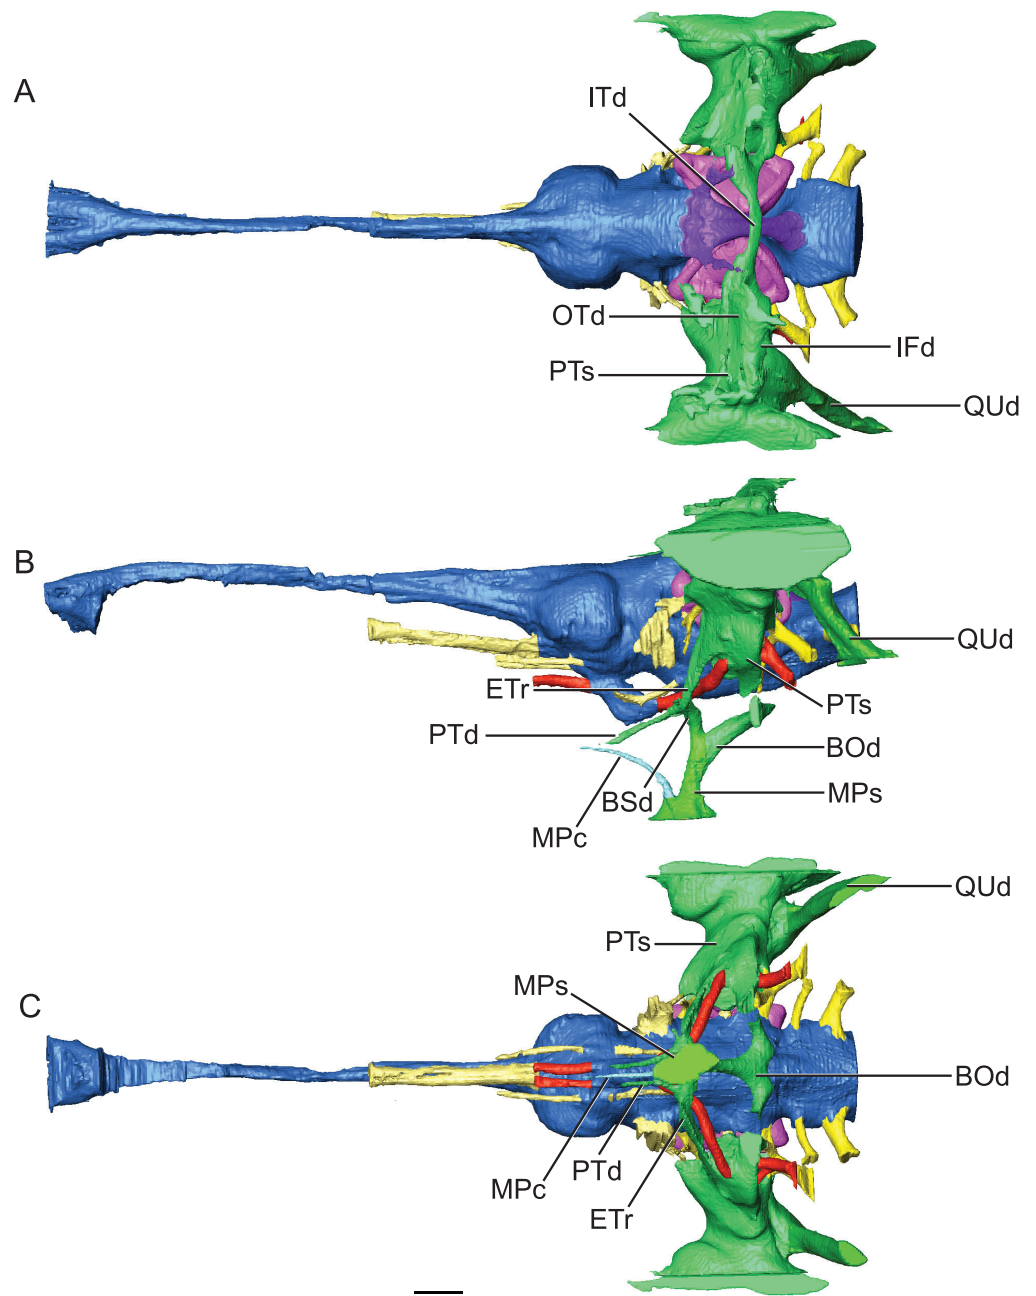 A
ITd
OTd
IFd
PTs
QUd
B
QUd
ETr
PTs
PTd
BOd
BSd
MPs
MPc
QUd
PTs
MPs
C
BOd
PTd
MPc
ETr